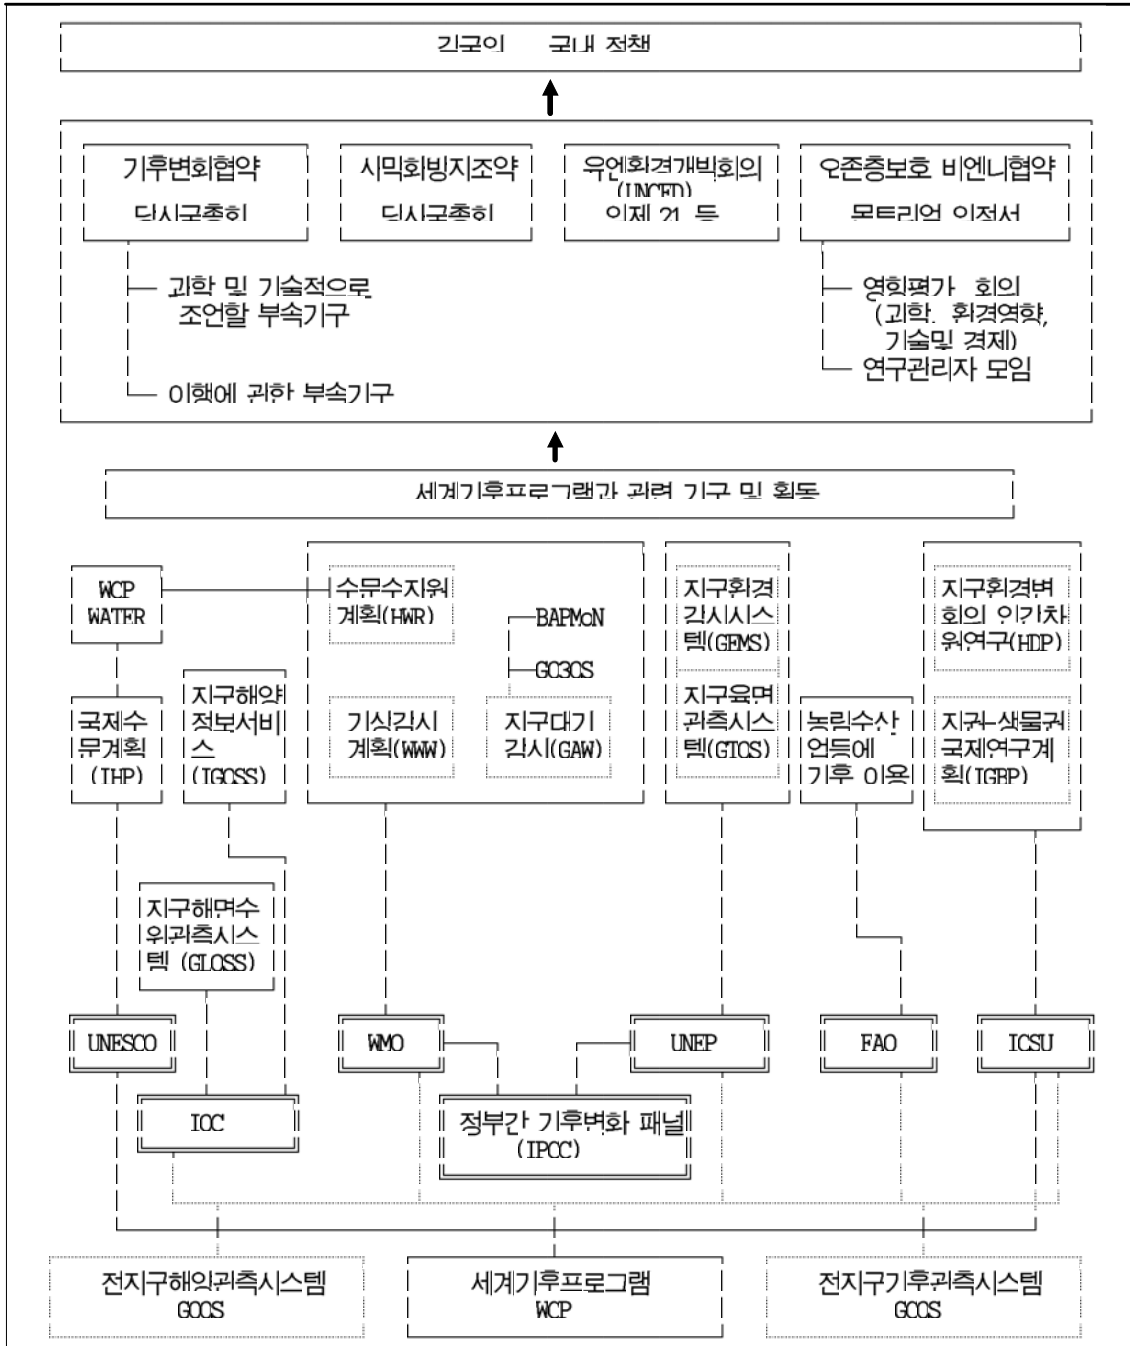 각국의 국내 정책
기후변화협약
당사국총회
사막화방지조약
당사국총회
유엔환경개발회의
(UNCED)
의제 21 등
오존층보호 비엔나협약
몬트리얼 의정서
과학 및 기술적으로
조언할 부속기구
이행에 관한 부속기구
영향평가 회의
(과학, 환경영향,
기술및 경제)
연구관리자 모임
세계기후프로그램과 관련 기구 및 활동
WCP
WATER
수문수자원
계획(HWR)
BAPMoN
GO3OS
지구환경
감시시스
템(GEMS)
지구환경변
화의 인간차
원연구(HDP)
국제수
문계획
(IHP)
지구해양
정보서비
스
(IGOSS)
기상감시
계획(WWW)
지구대기
감시(GAW)
지구육면
관측시스
템(GTOS)
농림수산
업등에
기후 이용
지권-생물권
국제연구계
획(IGBP)
지구해면수
위관측시스
템 (GLOSS)
UNESCO
WMO
UNEP
FAO
ICSU
IOC
정부간 기후변화 패널
(IPCC)
전지구해양관측시스템
GOOS
세계기후프로그램
WCP
전지구기후관측시스템
GCOS